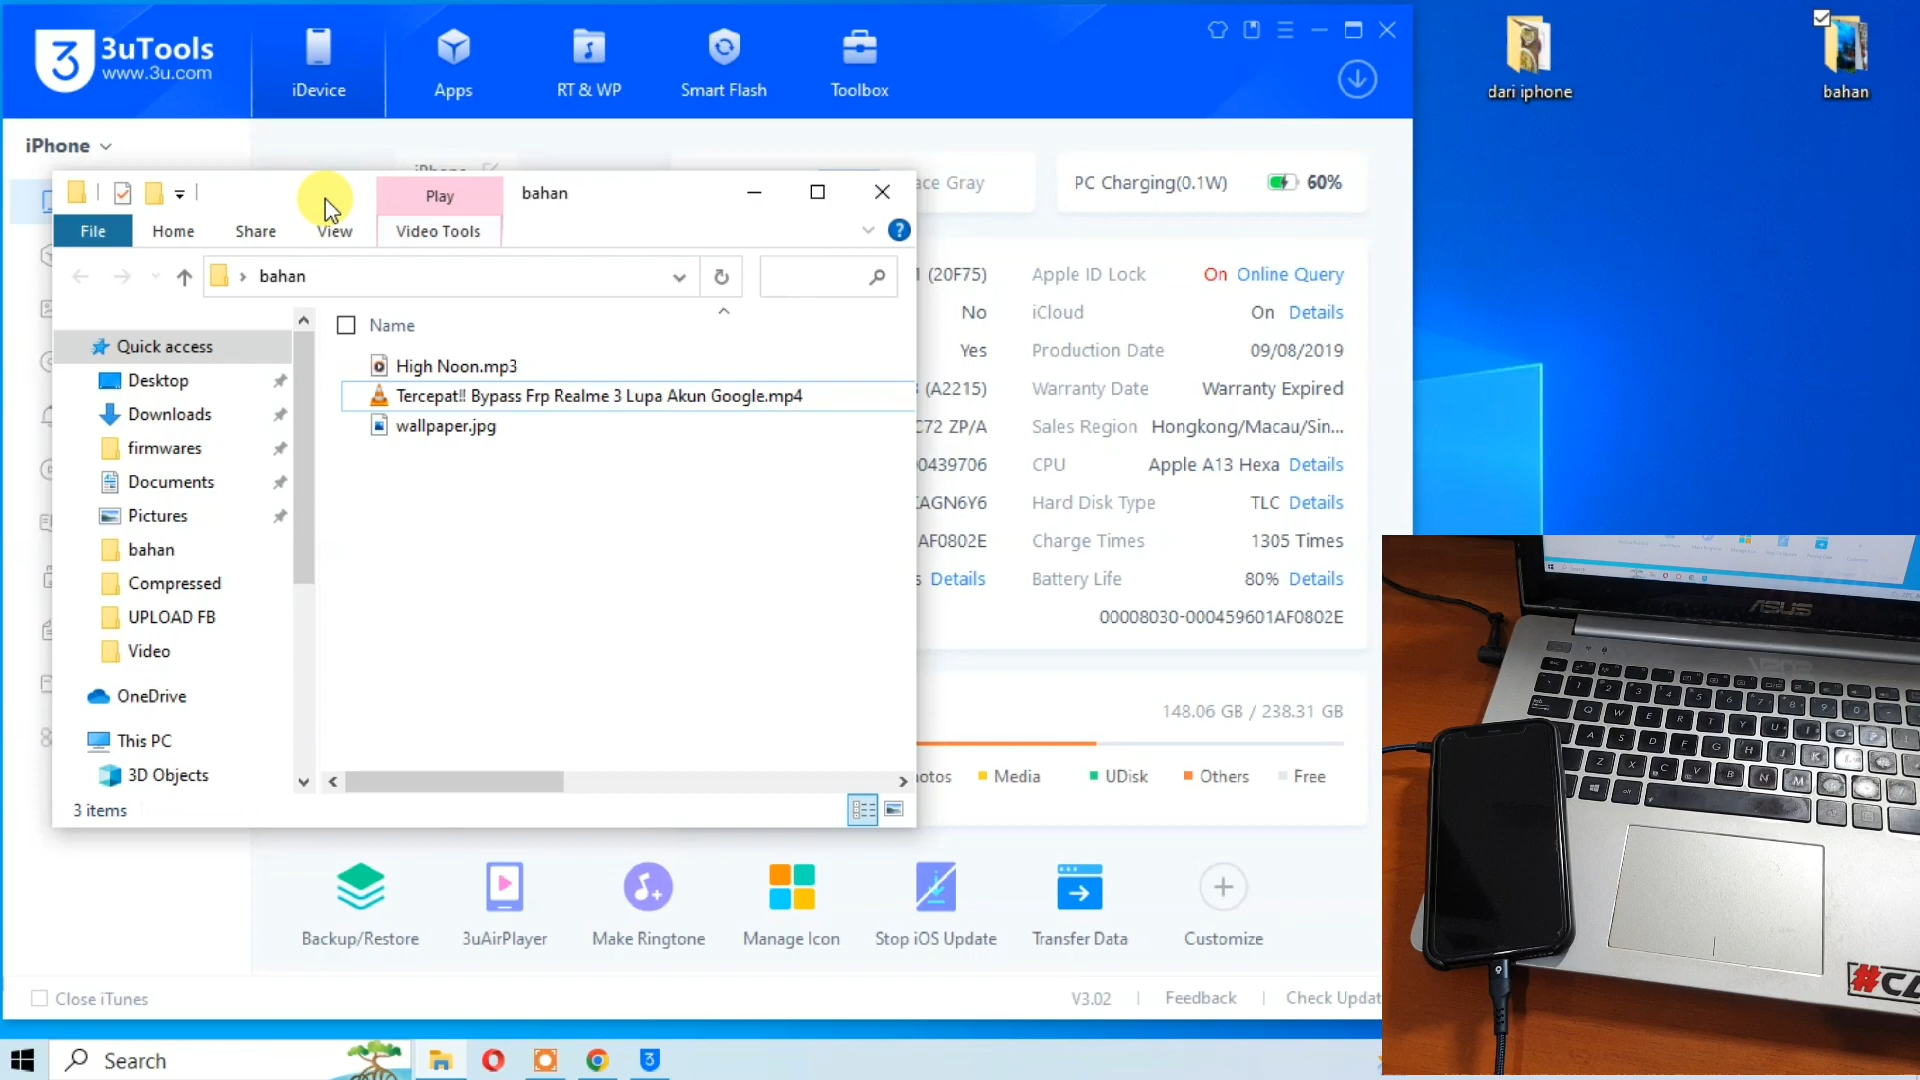 3uTools
www.3u.com
iDevice
Apps
RT & WP
Smart Flash
Toolbox
dari iphone
bahan
iPhone
PC Charging(0.1W)
60%
ace Gray
Play
bahan
File
Home
Share
View
Video Tools
bahan
Name
Quick access
Desktop
Downloads
firmwares
Documents
Pictures
bahan
Compressed
UPLOAD FB
Video
OneDrive
This PC
3D Objects
High Noon.mp3
Tercepat!! Bypass Frp Realme 3 Lupa Akun Google.mp4
wallpaper.jpg
3 items
(20F75)
Apple ID Lock
On
Online Query
No
iCloud
On
Details
Yes
Production Date
09/08/2019
(A2215)
Warranty Date
Warranty Expired
C72 ZP/A
Sales Region
Hongkong/Macau/Sin...
0439706
CPU
Apple A13 Hexa
Details
CAGN6Y6
Hard Disk Type
TLC
Details
AF0802E
Charge Times
1305 Times
s
Details
Battery Life
80%
Details
00008030-000459601AF0802E
148.06 GB / 238.31 GB
otos
Media
UDisk
Others
Free
Backup/Restore
3uAirPlayer
Make Ringtone
Manage Icon
Stop iOS Update
Transfer Data
Customize
Close iTunes
V3.02
Feedback
Check Updat
Search
ASUS
#CA